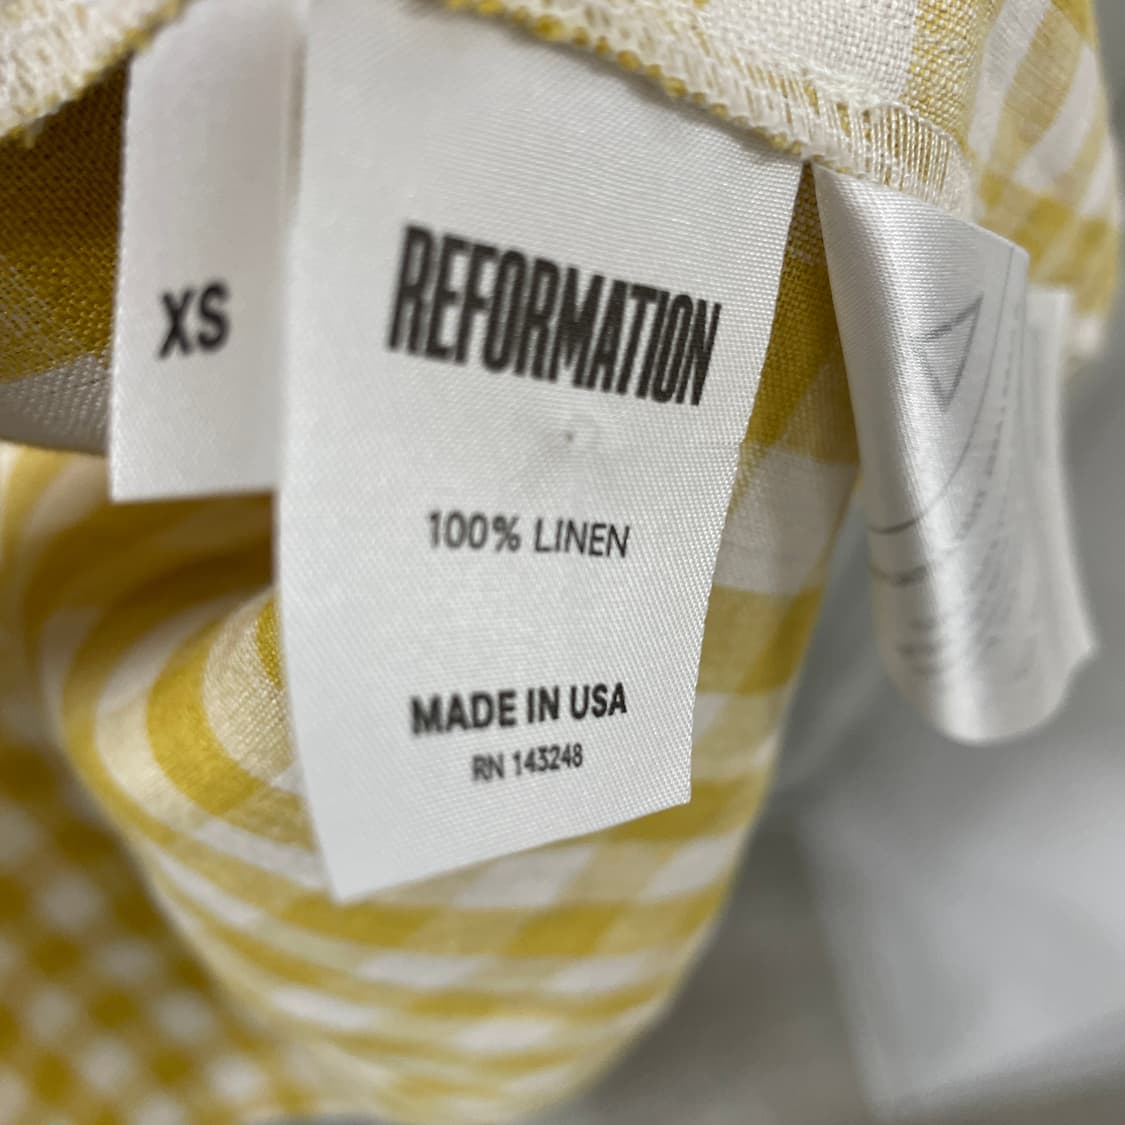 XS
REFORMATION
100% LINEN
MADE IN USA
RN 143248